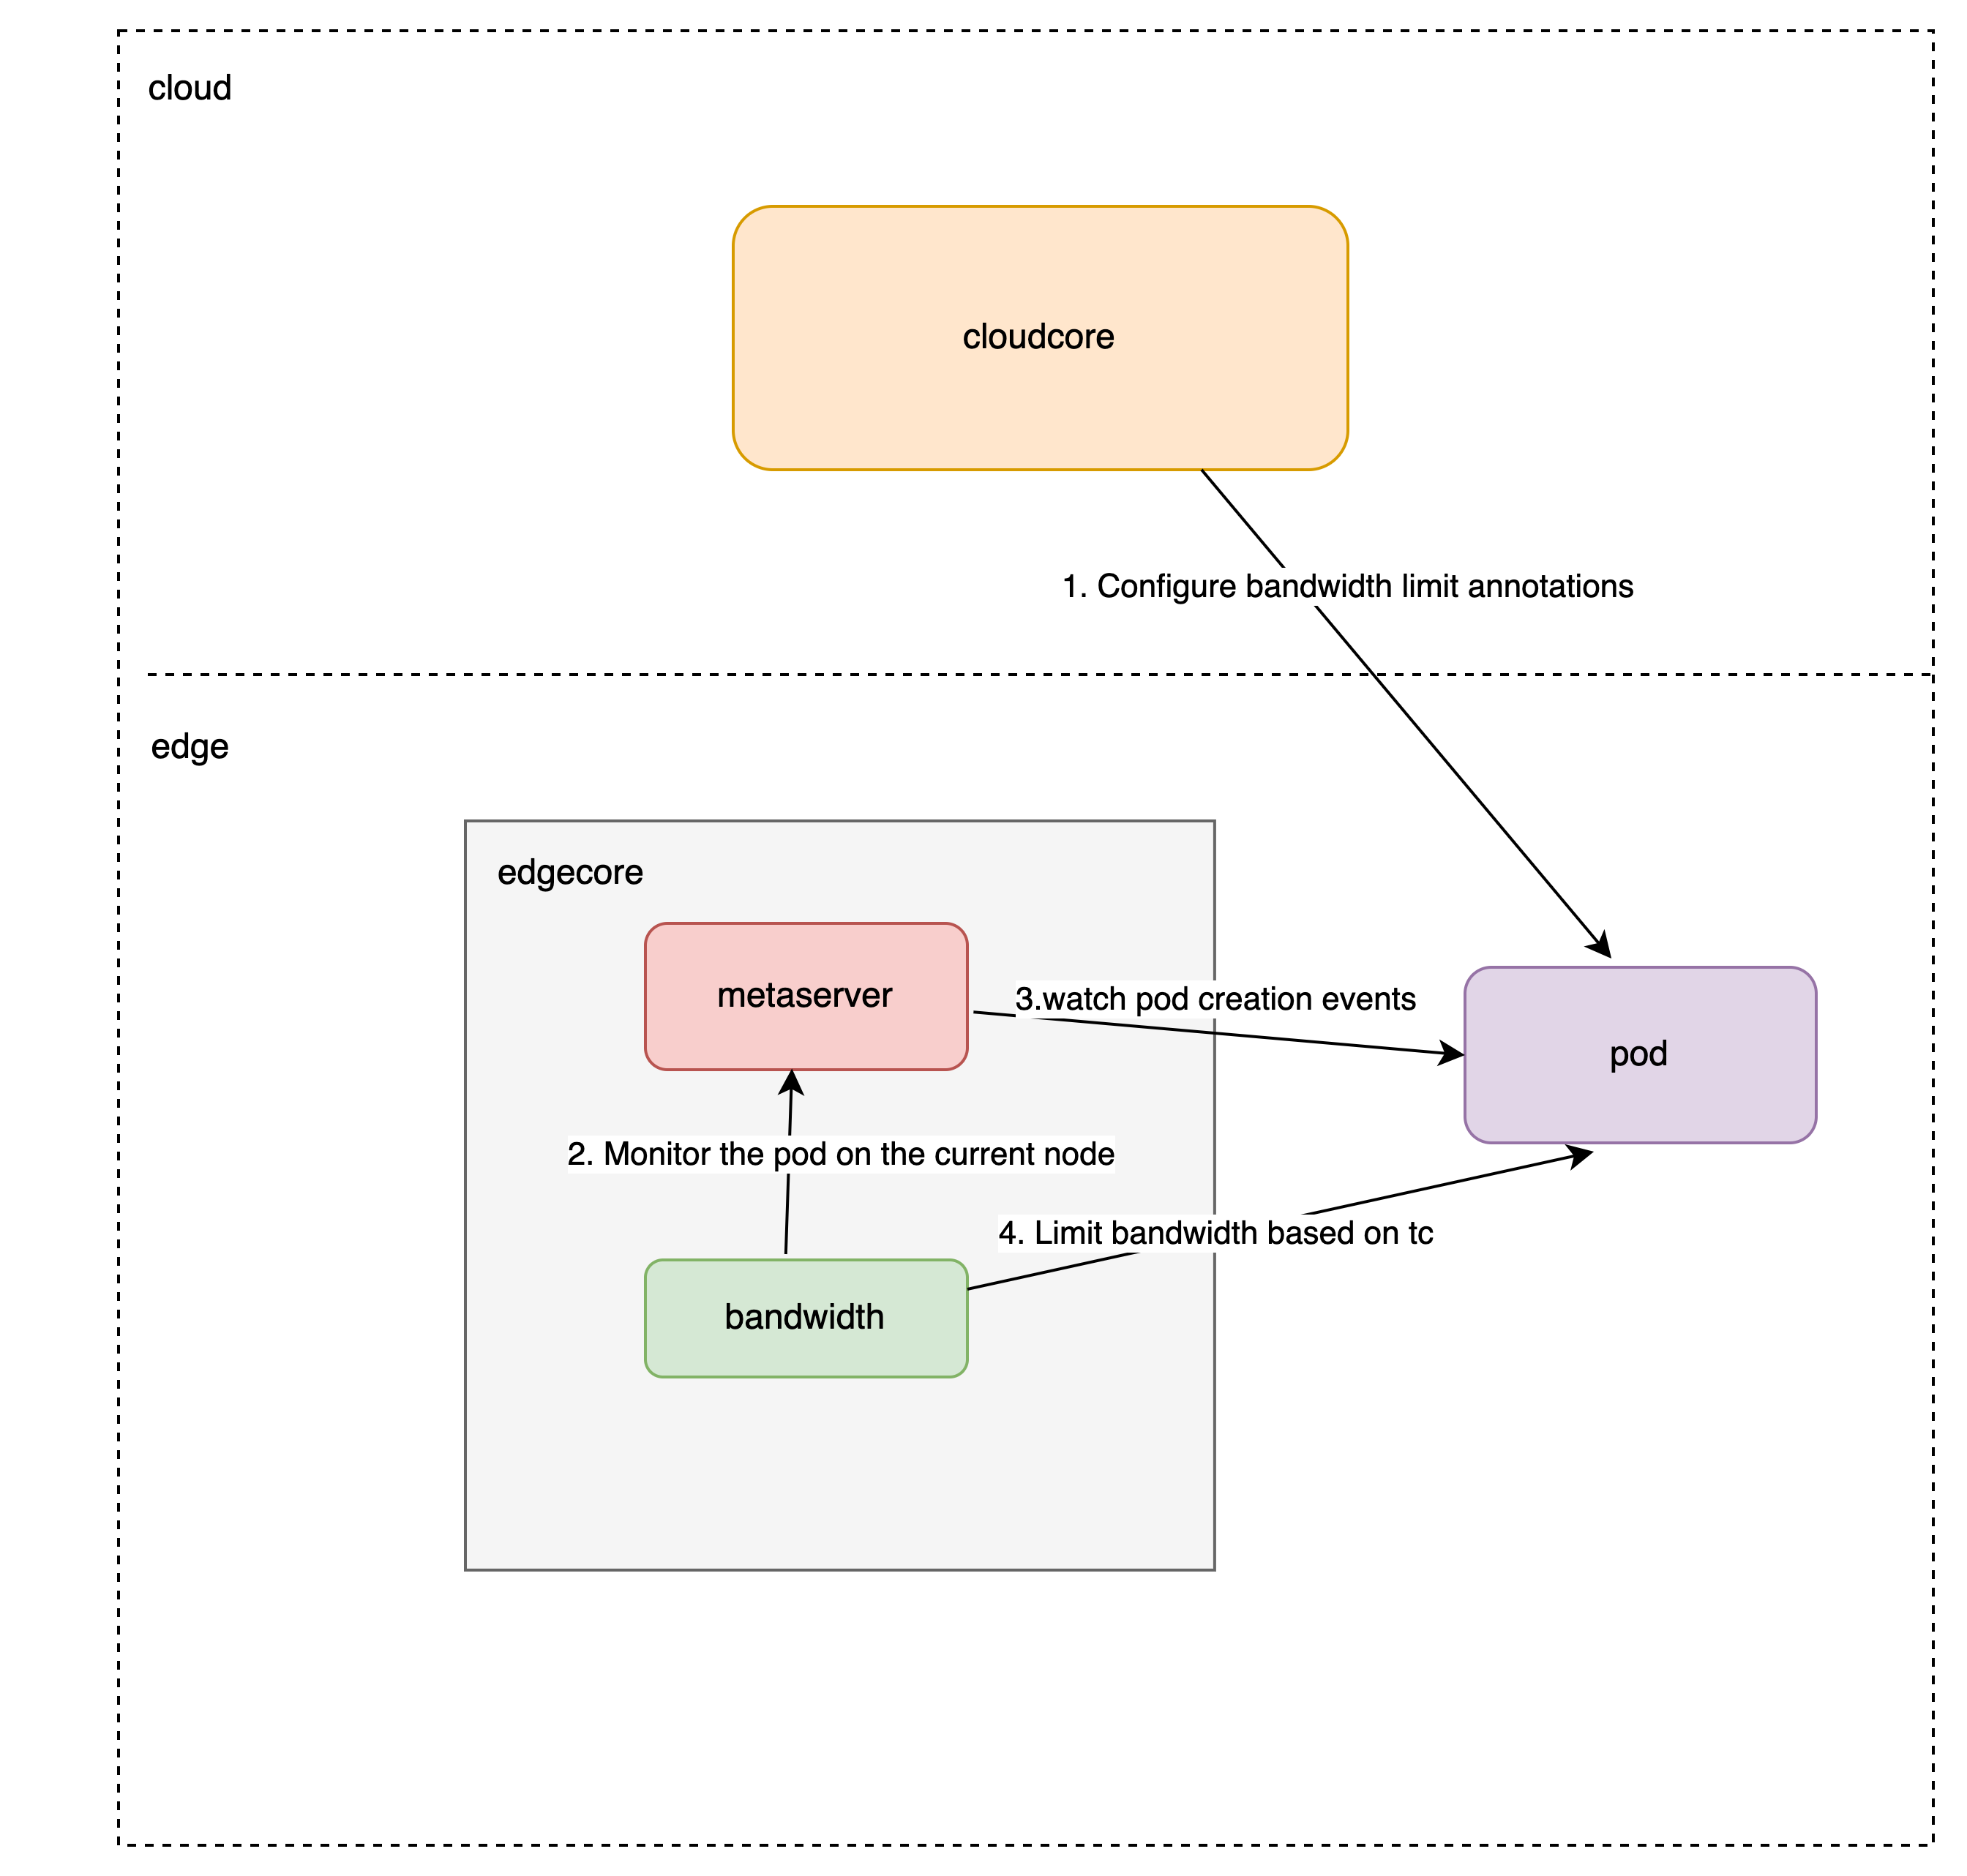 cloud
cloudcore
1. Configure bandwidth limit annotations
edge
edgecore
metaserver
3.watch pod creation events
pod
2. Monitor the pod on the current node
4. Limit bandwidth based on tc
bandwidth